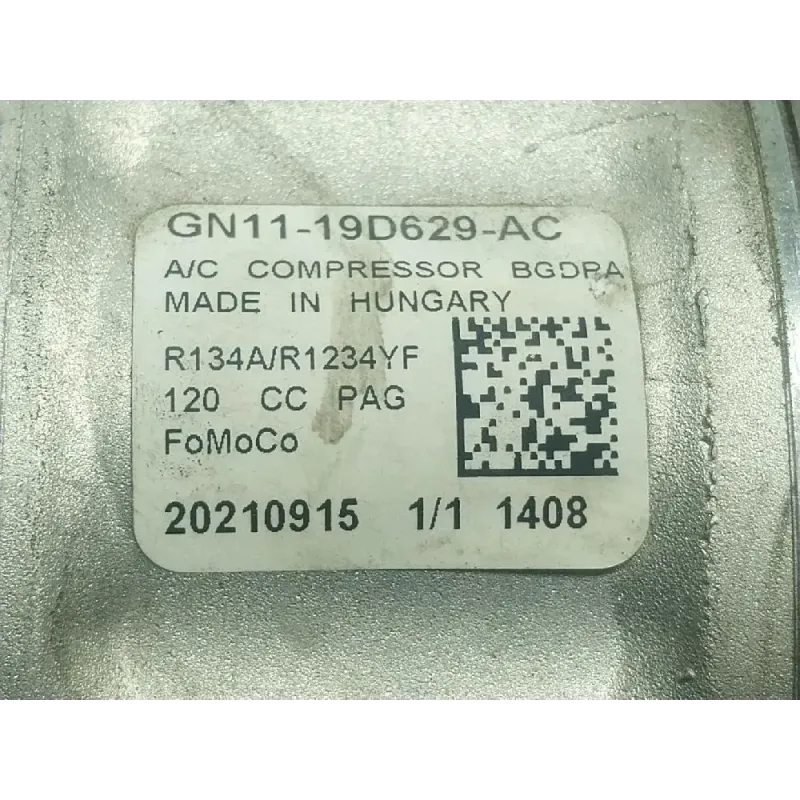 GN11-19D629-AC
A/C COMPRESSOR BGDPA
MADE IN HUNGARY
R134A/R1234YF
120 CC PAG
FoMoCo
20210915 1/1 1408